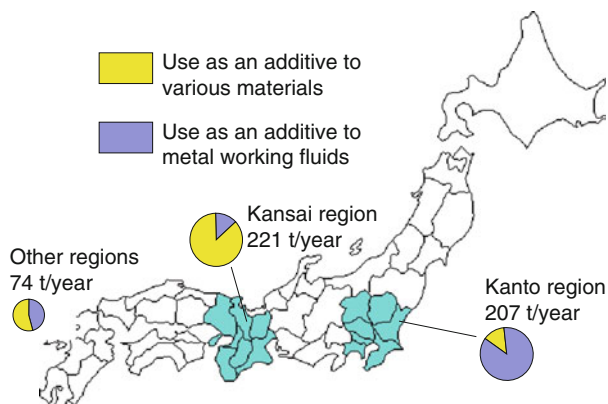 Use as an additive to
various materials
Use as an additive to
metal working fluids
Kansai region
221 t/year
Other regions
74 t/year
Kanto region
207 t/year